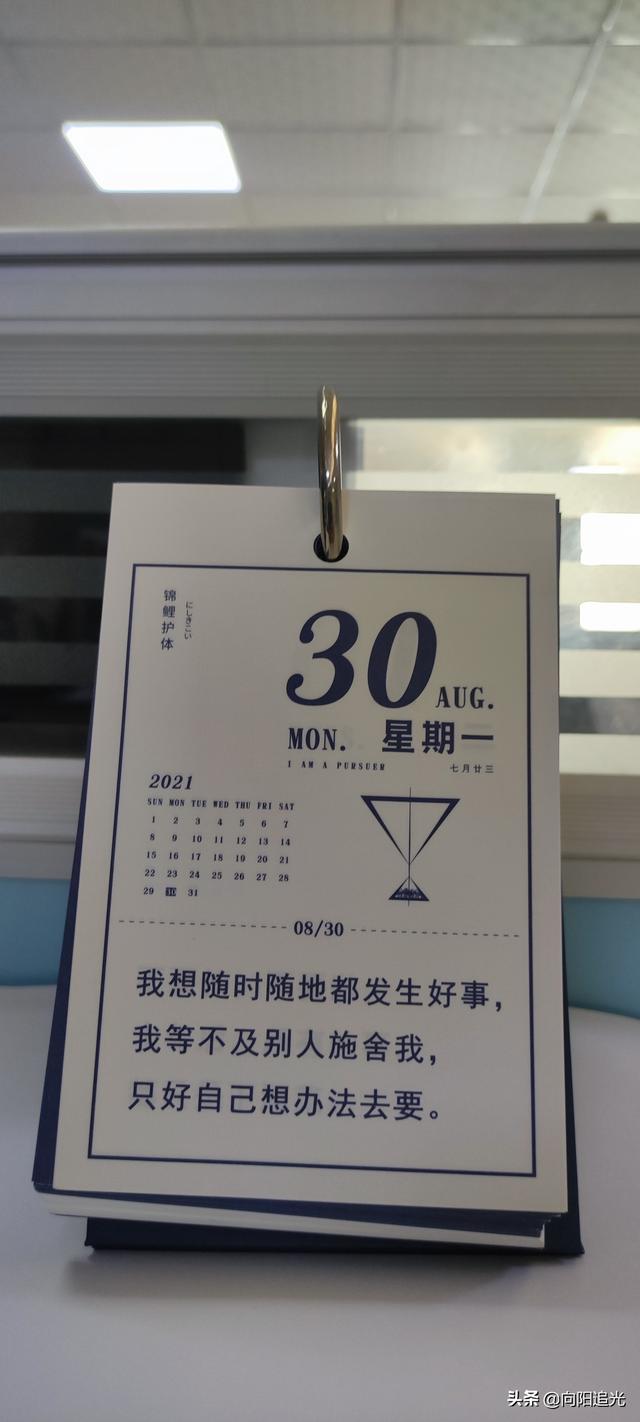 锦鲤护体
にしきこい
30
AUG.
MON. 星期一
I AM A PURSUER
七月廿三
2021
SUN MON TUE WED THU FRI SAT
1 2 3 4 5 6 7
8 9 10 11 12 13 14
15 16 17 18 19 20 21
22 23 24 25 26 27 28
29 30 31
08/30
我想随时随地都发生好事，
我等不及别人施舍我，
只好自己想办法去要。
头条 @向阳追光